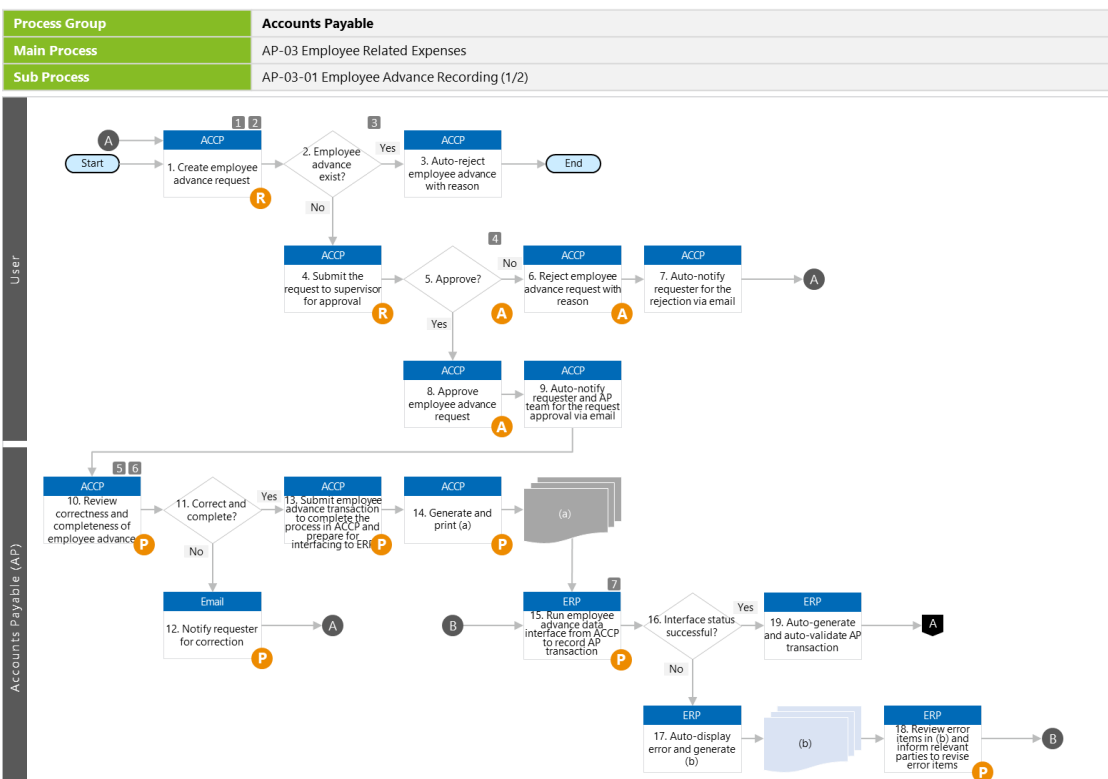 Process Group
Accounts Payable
Main Process
AP-03 Employee Related Expenses
Sub Process
AP-03-01 Employee Advance Recording (1/2)
User
A
Start
1 2
ACCP
1. Create employee
advance request
R
3
2. Employee
advance
exist?
Yes
No
ACCP
3. Auto-reject
employee advance
with reason
End
ACCP
4. Submit the
request to supervisor
for approval
R
4
5. Approve?
A
No
Yes
ACCP
6. Reject employee
advance request with
reason
A
ACCP
7. Auto-notify
requester for the
rejection via email
A
ACCP
8. Approve
employee advance
request
A
ACCP
9. Auto-notify
requester and AP
team for the request
approval via email
Accounts Payable (AP)
5 6
ACCP
10. Review
correctness and
completeness of
employee advance
P
11. Correct and
complete?
Yes
No
ACCP
13. Submit employee
advance transaction
to complete the
process in ACCP and
prepare for
interfacing to ERP
P
ACCP
14. Generate and
print (a)
P
(a)
Email
12. Notify requester
for correction
P
A
B
7
ERP
15. Run employee
advance data
interface from ACCP
to record AP
transaction
P
16. Interface status
successful?
Yes
No
ERP
19. Auto-generate
and auto-validate AP
transaction
A
ERP
17. Auto-display
error and generate
(b)
(b)
ERP
18. Review error
items in (b) and
inform relevant
parties to revise
error items
P
B